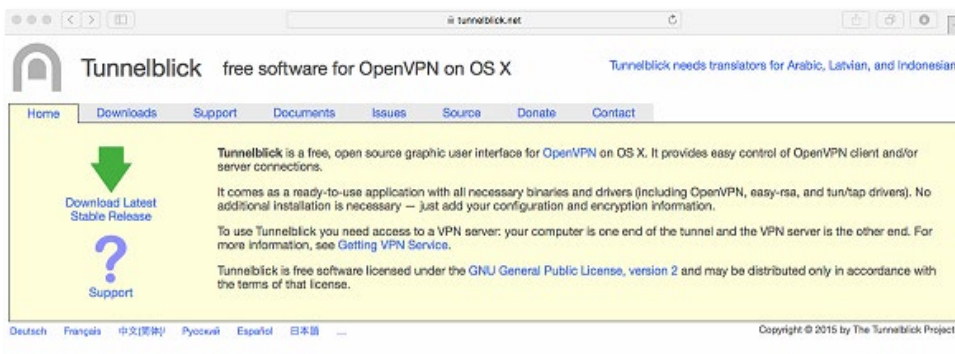 tunnelblick.net
Tunnelblick free software for OpenVPN on OS X
Tunnelblick needs translators for Arabic, Latvian, and Indonesian
Home Downloads Support Documents Issues Source Donate Contact
Tunnelblick is a free, open source graphic user interface for OpenVPN on OS X. It provides easy control of OpenVPN client and/or
server connections.
Download Latest
Stable Release
It comes as a ready-to-use application with all necessary binaries and drivers (including OpenVPN, easy-rsa, and tun/tap drivers). No
additional installation is necessary — just add your configuration and encryption information.
To use Tunnelblick you need access to a VPN server: your computer is one end of the tunnel and the VPN server is the other end. For
more information, see Getting VPN Service.
Support
Tunnelblick is free software licensed under the GNU General Public License, version 2 and may be distributed only in accordance with
the terms of that license.
Deutsch Français 中文(简体) Русский Español 日本語 ...
Copyright © 2015 by The Tunnelblick Project